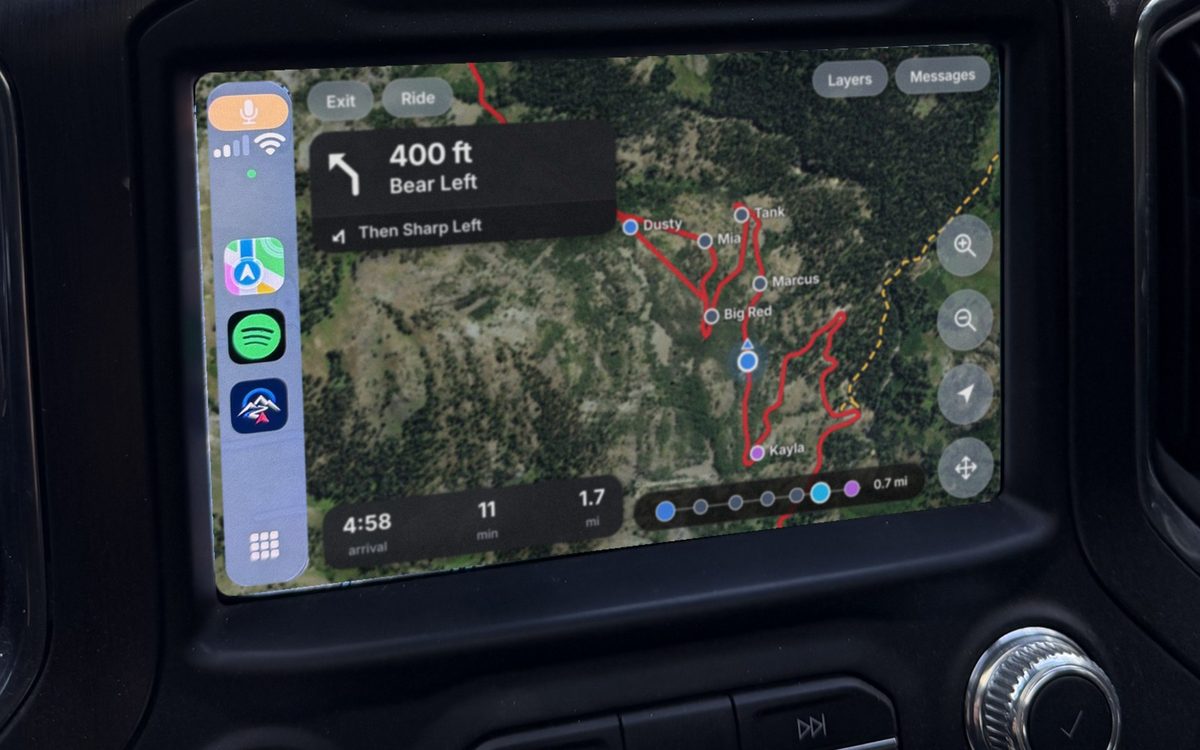 Exit
Ride
Layers
Messages
400 ft
Bear Left
Then Sharp Left
Dusty
Mia
Tank
Marcus
Big Red
Kayla
4:58
arrival
11
min
1.7
mi
0.7 mi